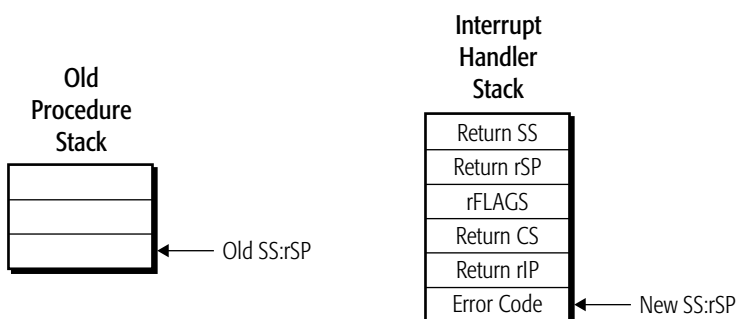 Old
Procedure
Stack
Old SS:rSP
Interrupt
Handler
Stack
Return SS
Return rSP
rFLAGS
Return CS
Return rIP
Error Code
New SS:rSP